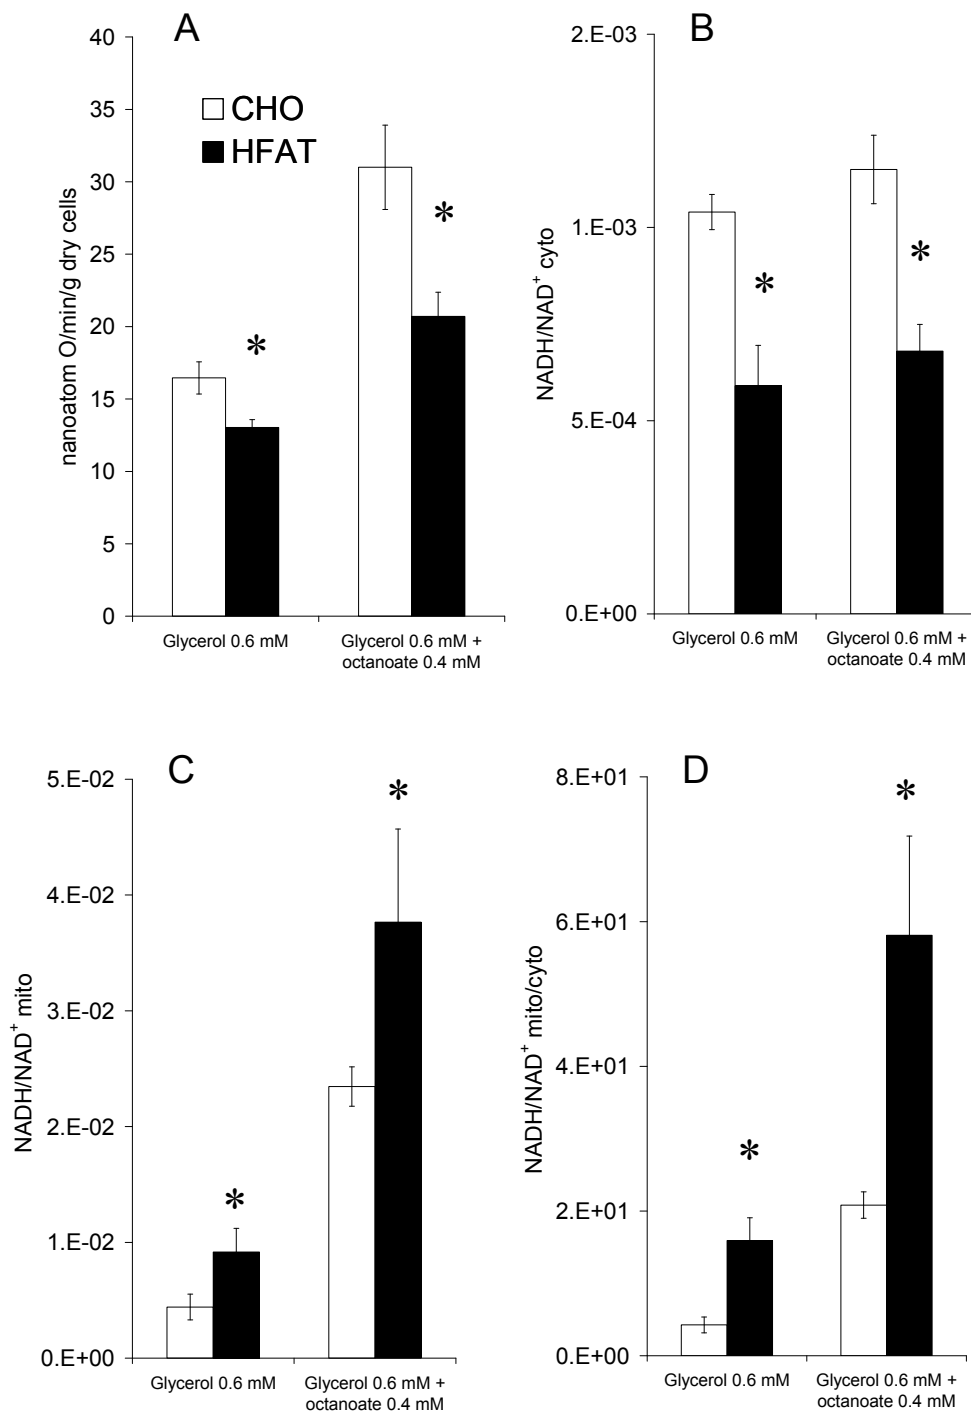 A
nanoatom O/min/g dry cells
40
35
30
25
20
15
10
5
0
CHO
HFAT
*
*
Glycerol 0.6 mM
Glycerol 0.6 mM +
octanoate 0.4 mM
B
NADH/NAD⁺ cyto
2.E-03
1.E-03
5.E-04
0.E+00
*
*
Glycerol 0.6 mM
Glycerol 0.6 mM +
octanoate 0.4 mM
C
NADH/NAD⁺ mito
5.E-02
4.E-02
3.E-02
2.E-02
1.E-02
0.E+00
*
*
Glycerol 0.6 mM
Glycerol 0.6 mM +
octanoate 0.4 mM
D
NADH/NAD⁺ mito/cyto
8.E+01
6.E+01
4.E+01
2.E+01
0.E+00
*
*
Glycerol 0.6 mM
Glycerol 0.6 mM +
octanoate 0.4 mM